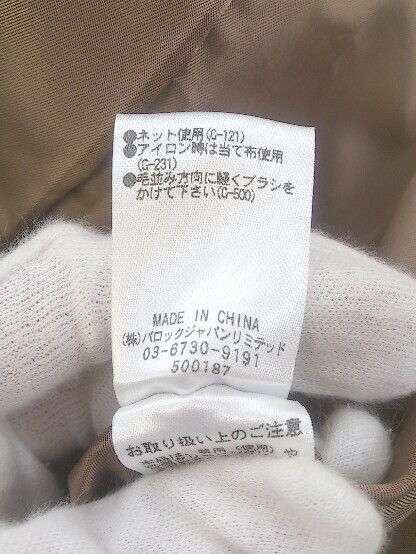 ●ネット使用(G-121)
●アイロン時は当て布使用
(G-231)
●毛並み方向に軽くブラシを
かけて下さい(G-500)
MADE IN CHINA
(株)バロックジャパンリミテッド
03-6730-9191
500187
お取り扱い上のご注意